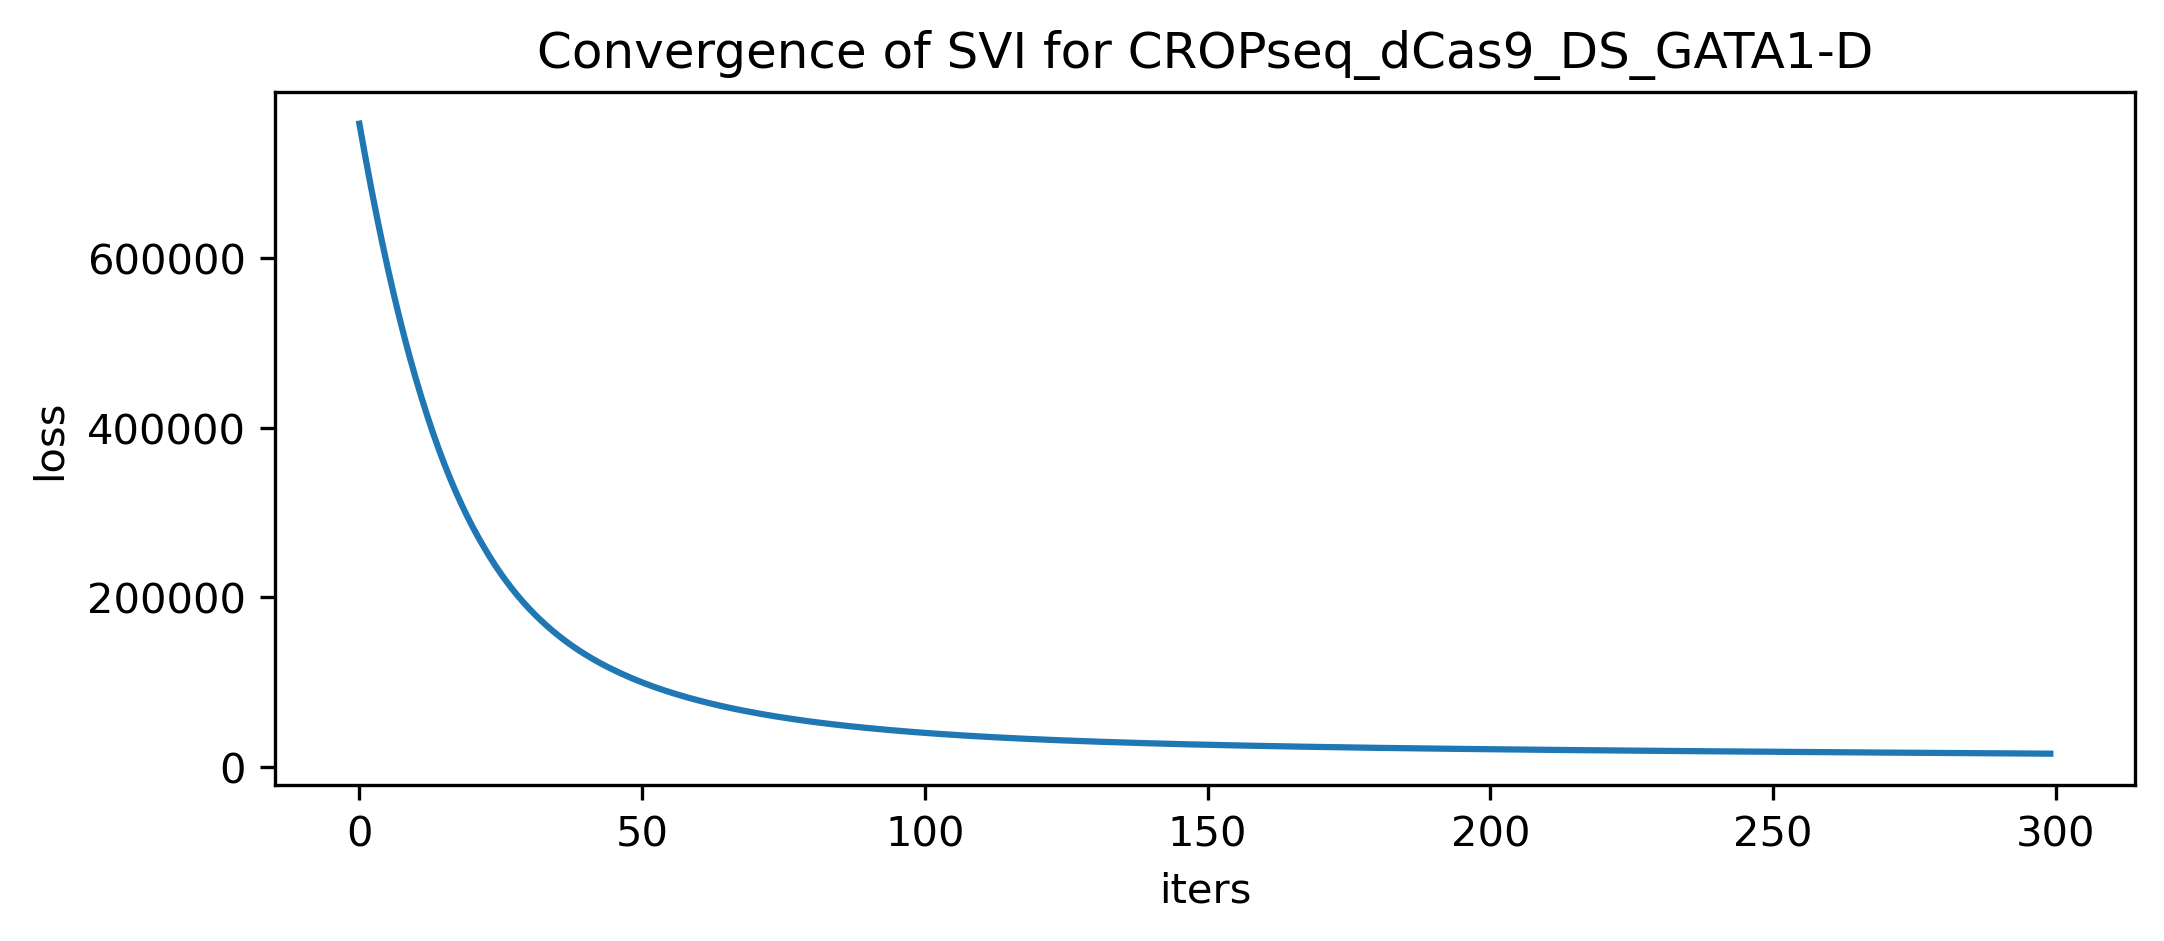 Convergence of SVI for CROPseq_dCas9_DS_GATA1-D
600000
400000
200000
0
loss
0 50 100 150 200 250 300
iters